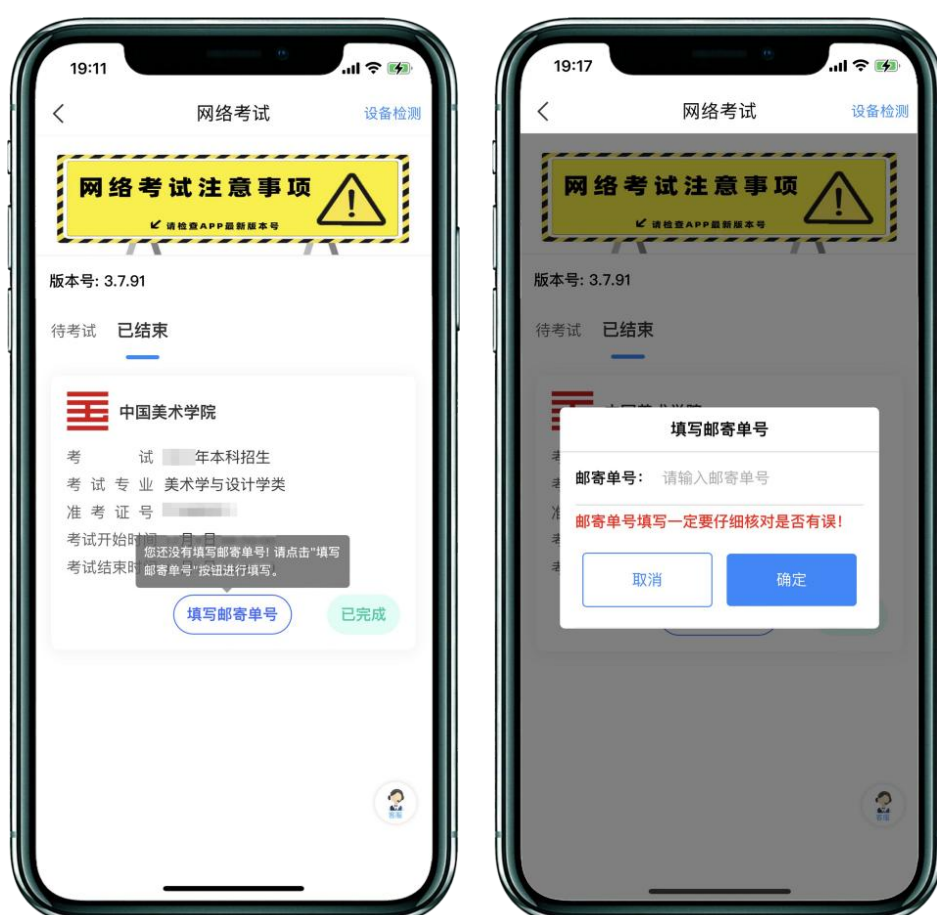 19:11
网络考试
设备检测
网络考试注意事项
请检查APP最新版本号
版本号: 3.7.91
待考试 已结束
中国美术学院
考 试 年本科招生
考 试 专 业 美术学与设计学类
准 考 证 号
考试开始时间 月 日
您还没有填写邮寄单号! 请点击"填写
邮寄单号"按钮进行填写。
考试结束时
填写邮寄单号
已完成
客服
19:17
网络考试
设备检测
网络考试注意事项
请检查APP最新版本号
版本号: 3.7.91
待考试 已结束
填写邮寄单号
邮寄单号: 请输入邮寄单号
邮寄单号填写一定要仔细核对是否有误!
取消
确定
客服